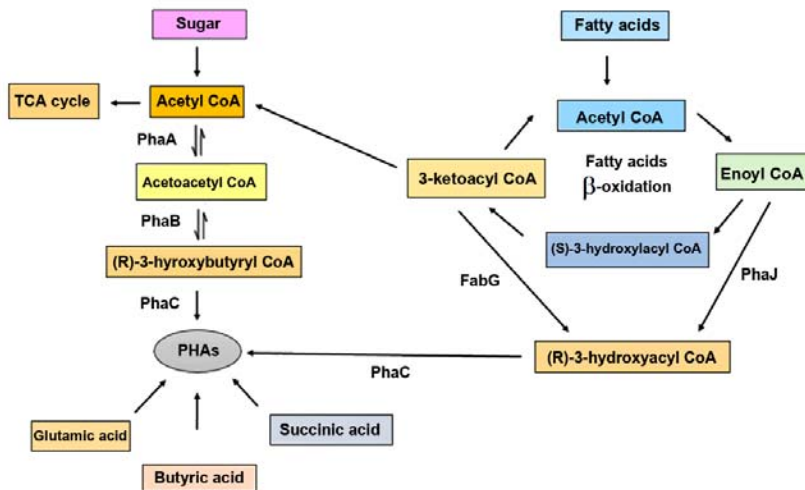 Sugar
Fatty acids
TCA cycle
Acetyl CoA
Acetyl CoA
PhaA
Acetoacetyl CoA
3-ketoacyl CoA
Fatty acids
β-oxidation
Enoyl CoA
PhaB
(S)-3-hydroxylacyl CoA
(R)-3-hyroxybutyryl CoA
FabG
PhaJ
PhaC
PHAs
(R)-3-hydroxyacyl CoA
PhaC
Glutamic acid
Succinic acid
Butyric acid